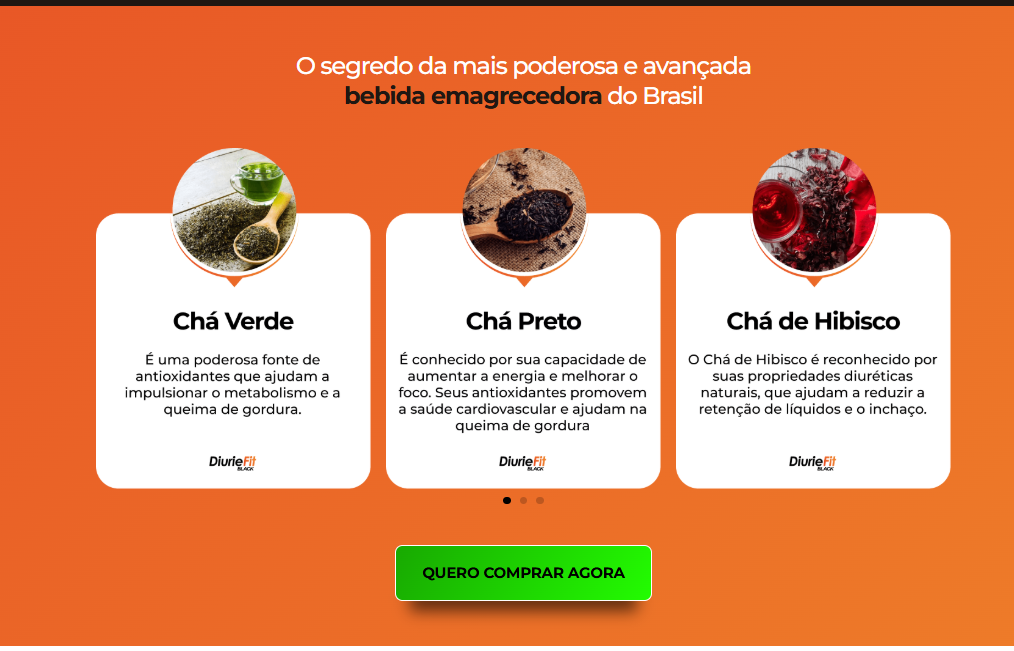 O segredo da mais poderosa e avançada
bebida emagrecedora do Brasil
Chá Verde
É uma poderosa fonte de
antioxidantes que ajudam a
impulsionar o metabolismo e a
queima de gordura.
DiurieFit
BLACK
Chá Preto
É conhecido por sua capacidade de
aumentar a energia e melhorar o
foco. Seus antioxidantes promovem
a saúde cardiovascular e ajudam na
queima de gordura
DiurieFit
BLACK
Chá de Hibisco
O Chá de Hibisco é reconhecido por
suas propriedades diuréticas
naturais, que ajudam a reduzir a
retenção de líquidos e o inchaço.
DiurieFit
BLACK
QUERO COMPRAR AGORA